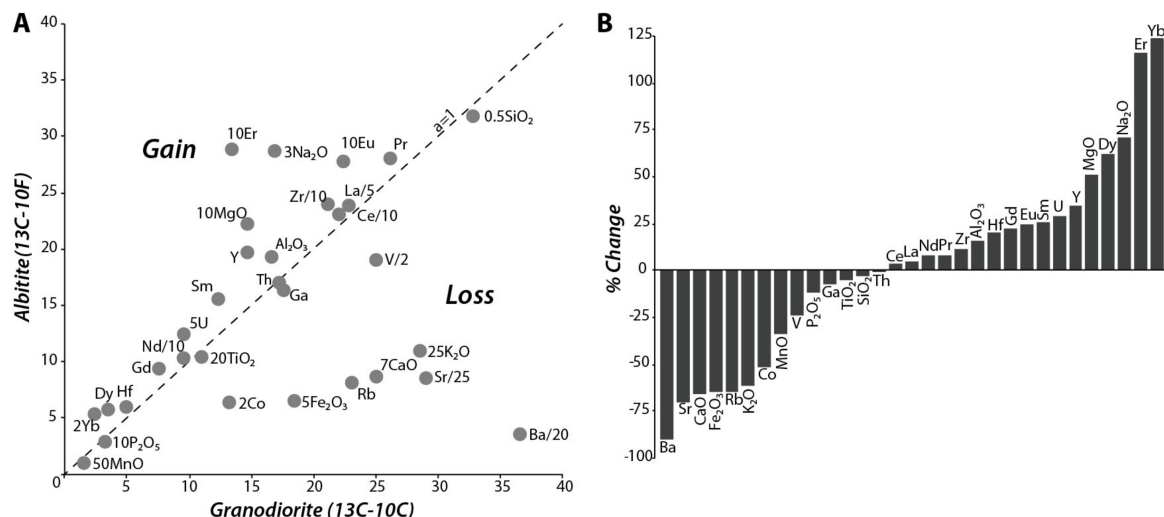 A
40
35
30
25
20
15
10
5
0
5
10
15
20
25
30
35
40
Albitite (13C-10F)
Granodiorite (13C-10C)
Gain
Loss
a=1
0.5SiO₂
10Er
3Na₂O
10Eu
Pr
Zr/10
La/5
Ce/10
10MgO
Y
Al₂O₃
V/2
Th
Ga
Sm
5U
Nd/10
20TiO₂
Gd
25K₂O
7CaO
Sr/25
Rb
Dy
Hf
2Yb
2Co
5Fe₂O₃
10P₂O₅
Ba/20
50MnO
B
125
100
75
50
25
0
-25
-50
-75
-100
% Change
Ba
Sr
CaO
Fe₂O₃
Rb
K₂O
Co
MnO
V
P₂O₅
Ga
TiO₂
SiO₂
Th
Ce
La
Nd
Pr
Zr
Al₂O₃
Hf
Gd
Eu
Sm
U
Y
MgO
Dy
Na₂O
Er
Yb